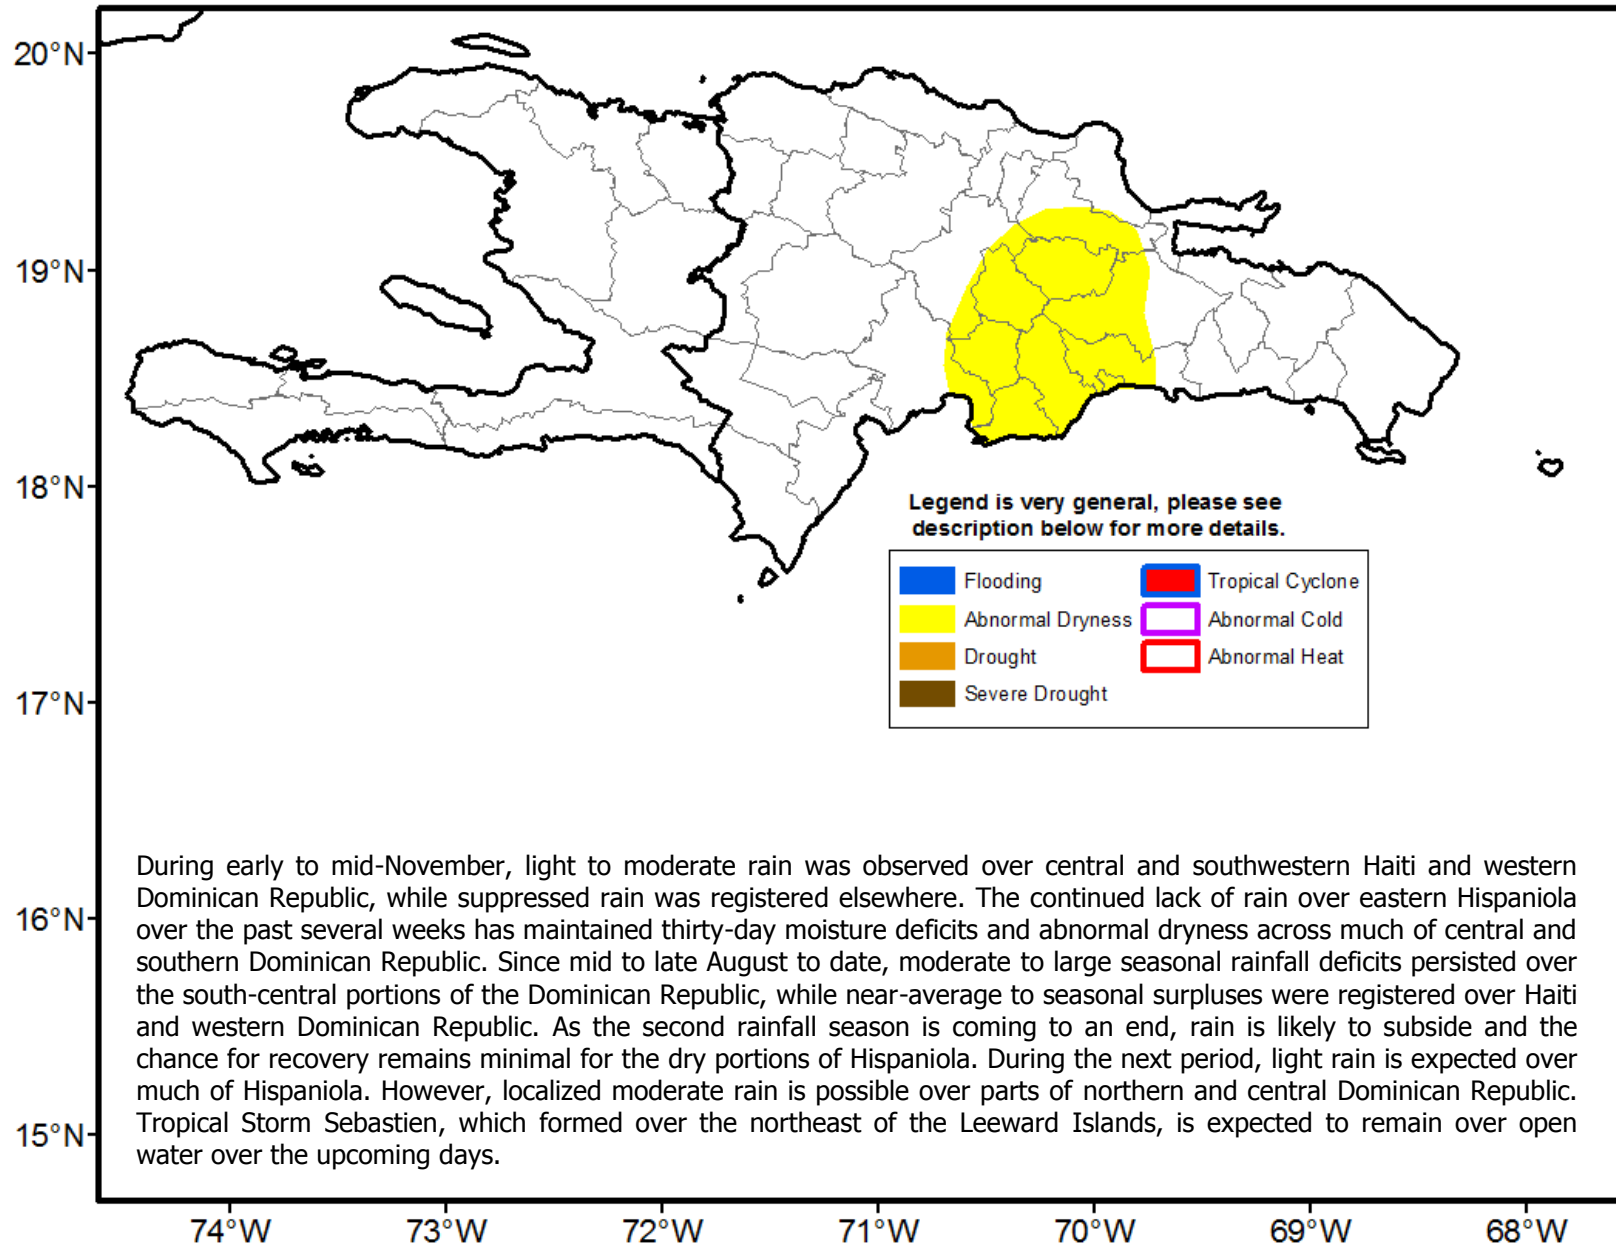 20°N
19°N
18°N
17°N
16°N
15°N
Legend is very general, please see
description below for more details.
Flooding
Tropical Cyclone
Abnormal Dryness
Abnormal Cold
Drought
Abnormal Heat
Severe Drought
During early to mid-November, light to moderate rain was observed over central and southwestern Haiti and western
Dominican Republic, while suppressed rain was registered elsewhere. The continued lack of rain over eastern Hispaniola
over the past several weeks has maintained thirty-day moisture deficits and abnormal dryness across much of central and
southern Dominican Republic. Since mid to late August to date, moderate to large seasonal rainfall deficits persisted over
the south-central portions of the Dominican Republic, while near-average to seasonal surpluses were registered over Haiti
and western Dominican Republic. As the second rainfall season is coming to an end, rain is likely to subside and the
chance for recovery remains minimal for the dry portions of Hispaniola. During the next period, light rain is expected over
much of Hispaniola. However, localized moderate rain is possible over parts of northern and central Dominican Republic.
Tropical Storm Sebastien, which formed over the northeast of the Leeward Islands, is expected to remain over open
water over the upcoming days.
74°W
73°W
72°W
71°W
70°W
69°W
68°W